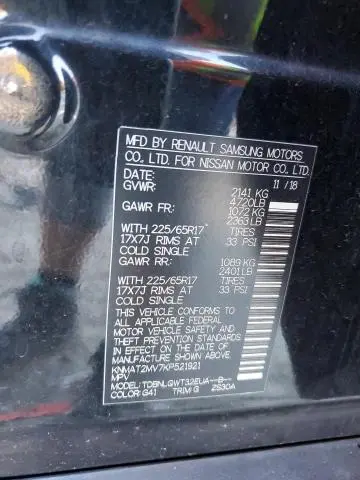 MFD BY RENAULT SAMSUNG MOTORS
CO., LTD. FOR NISSAN MOTOR CO., LTD.
DATE: 11 / 18
GVWR: 2141 KG
4720LB
GAWR FR: 1072 KG
2363LB
WITH 225/65R17 TIRES
17X7J RIMS AT 33 PSI
COLD SINGLE
GAWR RR: 1089 KG
2401LB
WITH 225/65R17 TIRES
17X7J RIMS AT 33 PSI
COLD SINGLE
THIS VEHICLE CONFORMS TO
ALL APPLICABLE FEDERAL
MOTOR VEHICLE SAFETY AND
THEFT PREVENTION STANDARDS
IN EFFECT ON THE DATE OF
MANUFACTURE SHOWN ABOVE.
KNMAT2MV7KP521921
MPV
MODEL: TDBNLGWT32EUA--B--
COLOR: G41 TRIM: G ZS30A